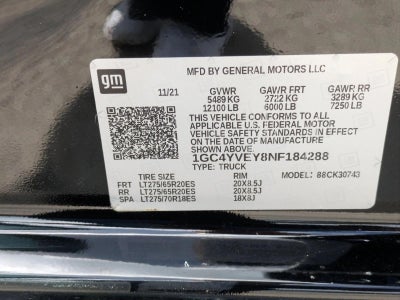 gm
MFD BY GENERAL MOTORS LLC
11/21 GVWR GAWR FRT GAWR RR
5489 KG 2722 KG 3289 KG
12100 LB 6000 LB 7250 LB
THIS VEHICLE CONFORMS TO ALL
APPLICABLE U.S. FEDERAL MOTOR
VEHICLE SAFETY STANDARDS IN EFFECT
ON THE DATE OF MANUFACTURE
SHOWN ABOVE.
1GC4YVEY8NF184288
TYPE: TRUCK MODEL:
TIRE SIZE RIM
FRT LT275/65R20ES 20X8.5J
RR LT275/65R20ES 20X8.5J
SPA LT275/70R18ES 18X8J